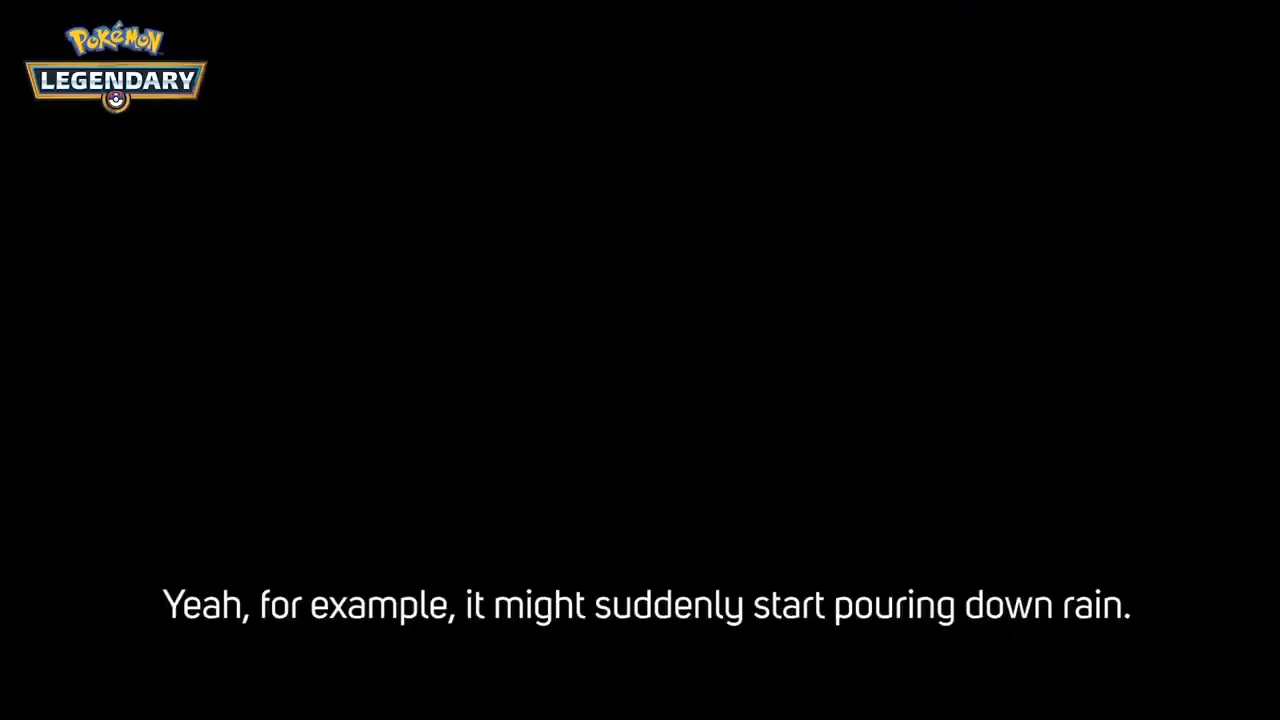 POKéMON
LEGENDARY
Yeah, for example, it might suddenly start pouring down rain.